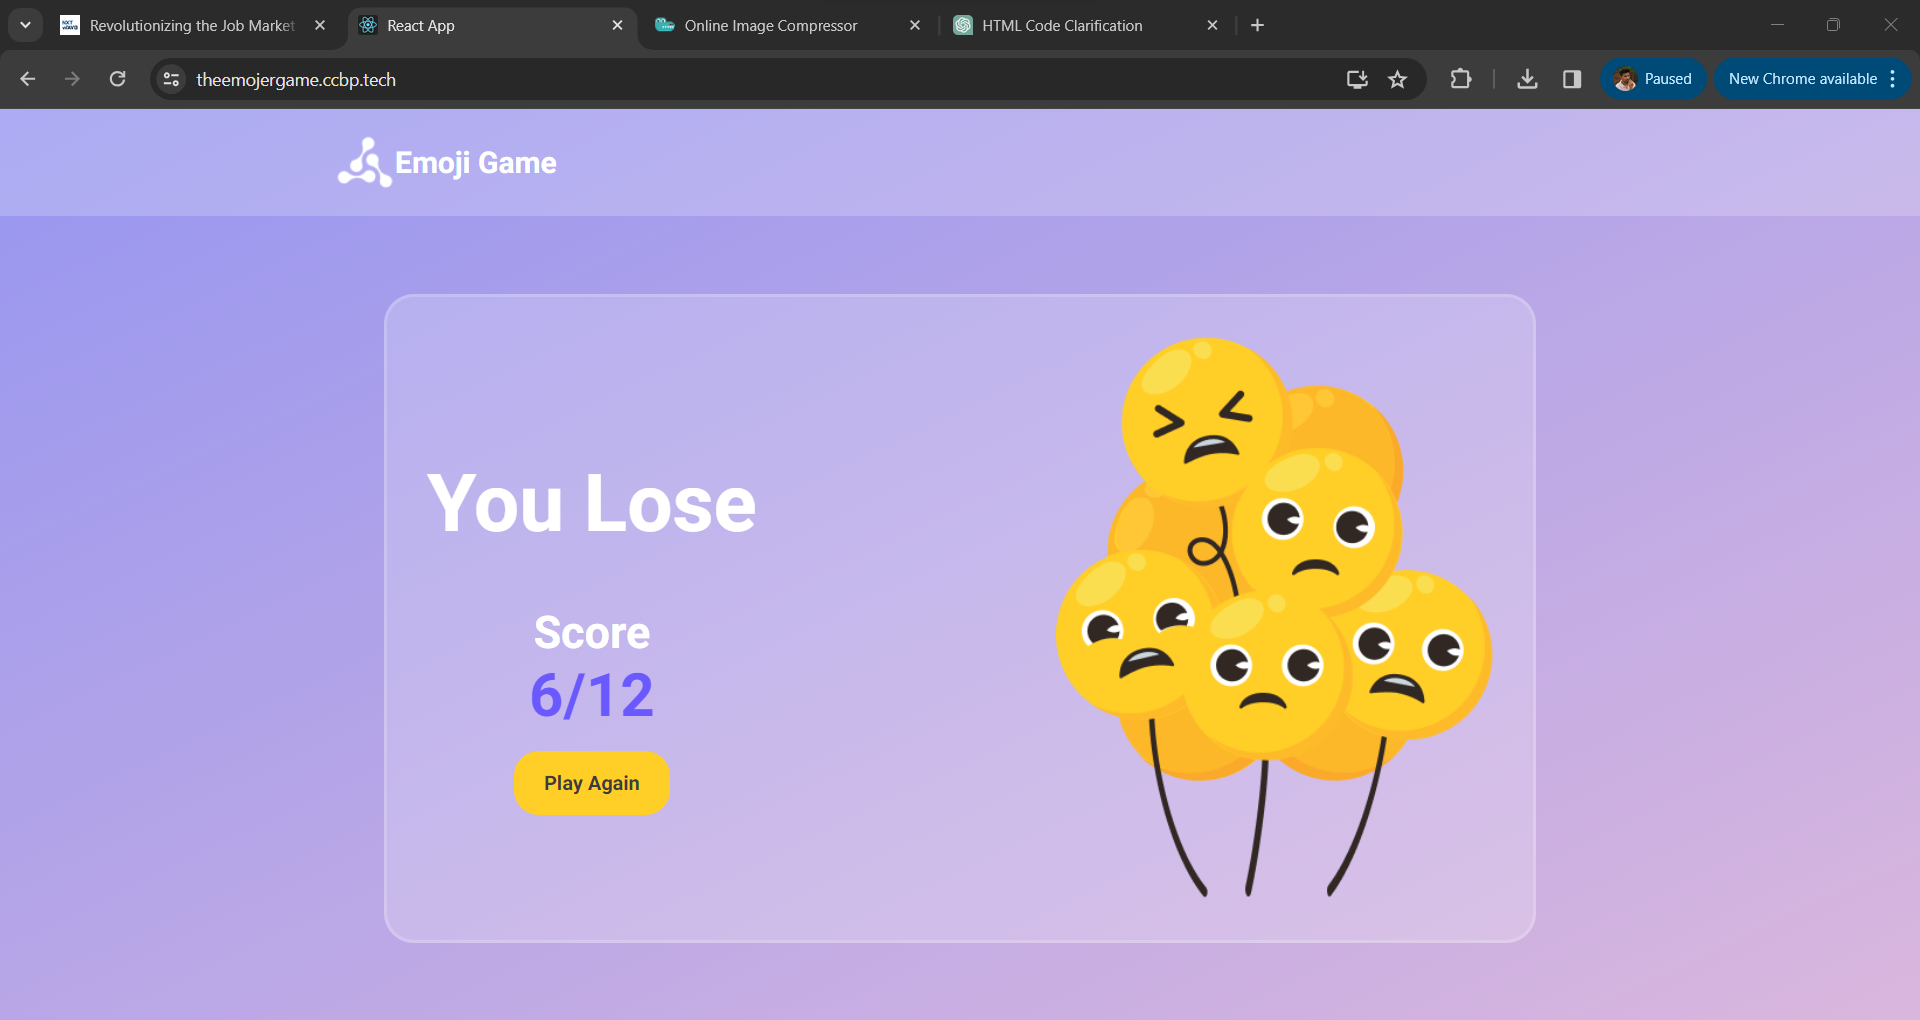 Revolutionizing the Job Market
React App
Online Image Compressor
HTML Code Clarification
theemojergame.ccbp.tech
Paused
New Chrome available
Emoji Game
You Lose
Score
6/12
Play Again